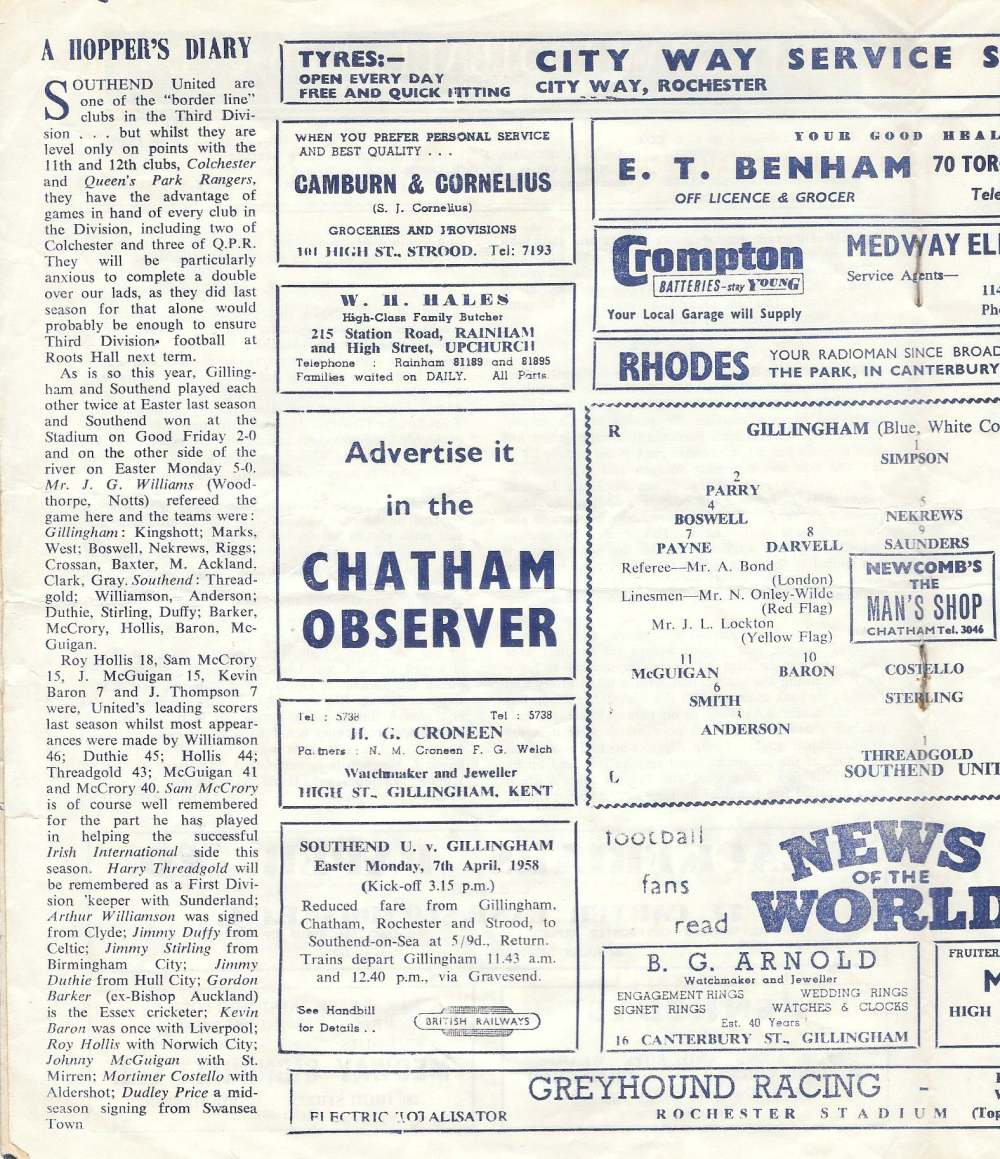 A HOPPER'S DIARY
SOUTHEND United are
one of the "border line"
clubs in the Third Divi-
sion . . . but whilst they are
level only on points with the
11th and 12th clubs, Colchester
and Queen's Park Rangers,
they have the advantage of
games in hand of every club in
the Division, including two of
Colchester and three of Q.P.R.
They will be particularly
anxious to complete a double
over our lads, as they did last
season for that alone would
probably be enough to ensure
Third Division football at
Roots Hall next term.
As is so this year, Gilling-
ham and Southend played each
other twice at Easter last season
and Southend won at the
Stadium on Good Friday 2-0
and on the other side of the
river on Easter Monday 5-0.
Mr. J. G. Williams (Wood-
thorpe, Notts) refereed the
game here and the teams were:
Gillingham: Kingshott; Marks,
West; Boswell, Nekrews, Riggs;
Crossan, Baxter, M. Ackland.
Clark, Gray. Southend: Thread-
gold; Williamson, Anderson;
Duthie, Stirling, Duffy; Barker,
McCrory, Hollis, Baron, Mc-
Guigan.
Roy Hollis 18, Sam McCrory
15, J. McGuigan 15, Kevin
Baron 7 and J. Thompson 7
were, United's leading scorers
last season whilst most appear-
ances were made by Williamson
46; Duthie 45; Hollis 44;
Threadgold 43; McGuigan 41
and McCrory 40. Sam McCrory
is of course well remembered
for the part he has played
in helping the successful
Irish International side this
season. Harry Threadgold will
be remembered as a First Divi-
sion 'keeper with Sunderland;
Arthur Williamson was signed
from Clyde; Jimmy Duffy from
Celtic; Jimmy Stirling from
Birmingham City; Jimmy
Duthie from Hull City; Gordon
Barker (ex-Bishop Auckland)
is the Essex cricketer; Kevin
Baron was once with Liverpool;
Roy Hollis with Norwich City;
Johnny McGuigan with St.
Mirren; Mortimer Costello with
Aldershot; Dudley Price a mid-
season signing from Swansea
Town
TYRES:-
OPEN EVERY DAY
FREE AND QUICK FITTING
CITY WAY SERVICE S
CITY WAY, ROCHESTER
WHEN YOU PREFER PERSONAL SERVICE
AND BEST QUALITY . . .
CAMBURN & CORNELIUS
(S. J. Cornelius)
GROCERIES AND PROVISIONS
101 HIGH ST., STROOD. Tel: 7193
W. H. HALES
High-Class Family Butcher
215 Station Road, RAINHAM
and High Street, UPCHURCH
Telephone : Rainham 81189 and 81895
Families waited on DAILY. All Parts.
Advertise it
in the
CHATHAM
OBSERVER
Tel : 5738 Tel : 5738
H. G. CRONEEN
Partners : N. M. Croneen F. G. Welch
Watchmaker and Jeweller
HIGH ST., GILLINGHAM, KENT
SOUTHEND U. v. GILLINGHAM
Easter Monday, 7th April, 1958
(Kick-off 3.15 p.m.)
Reduced fare from Gillingham,
Chatham, Rochester and Strood, to
Southend-on-Sea at 5/9d., Return.
Trains depart Gillingham 11.43 a.m.
and 12.40 p.m., via Gravesend.
See Handbill
for Details . .
BRITISH RAILWAYS
YOUR GOOD HEAL
E. T. BENHAM 70 TOR
OFF LICENCE & GROCER Tele
Crompton
BATTERIES-stay YOUNG
Your Local Garage will Supply
MEDWAY EL
Service Agents—
114
Ph
RHODES
YOUR RADIOMAN SINCE BROAD
THE PARK, IN CANTERBURY
R GILLINGHAM (Blue, White Co
1
SIMPSON
2
PARRY
4 5
BOSWELL NEKREWS
7 8 9
PAYNE DARVELL SAUNDERS
Referee—Mr. A. Bond
(London)
Linesmen—Mr. N. Onley-Wilde
(Red Flag)
Mr. J. L. Lockton
(Yellow Flag)
NEWCOMB'S
THE
MAN'S SHOP
CHATHAM Tel. 3046
11 10
McGUIGAN BARON COSTELLO
6
SMITH STERLING
3
ANDERSON
1
THREADGOLD
L SOUTHEND UNIT
football
fans
read
NEWS
OF THE
WORLD
B. G. ARNOLD
Watchmaker and Jeweller
ENGAGEMENT RINGS WEDDING RINGS
SIGNET RINGS WATCHES & CLOCKS
Est. 40 Years
16 CANTERBURY ST., GILLINGHAM
FRUITER
M
HIGH
GREYHOUND RACING -
ELECTRIC TOTALISATOR ROCHESTER STADIUM (Top